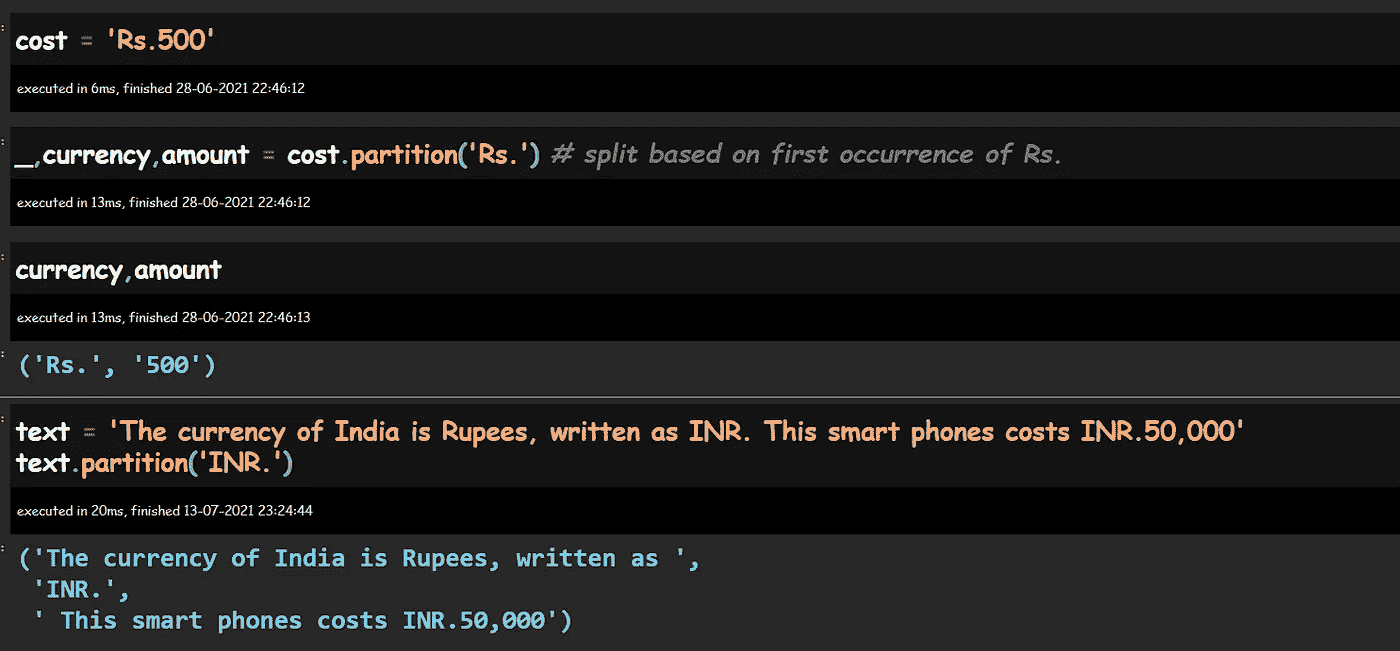 cost = 'Rs.500'
executed in 6ms, finished 28-06-2021 22:46:12
_,currency,amount = cost.partition('Rs.') # split based on first occurrence of Rs.
executed in 13ms, finished 28-06-2021 22:46:12
currency,amount
executed in 13ms, finished 28-06-2021 22:46:13
('Rs.', '500')
text = 'The currency of India is Rupees, written as INR. This smart phones costs INR.50,000'
text.partition('INR.')
executed in 20ms, finished 13-07-2021 23:24:44
('The currency of India is Rupees, written as ',
 'INR.',
 ' This smart phones costs INR.50,000')